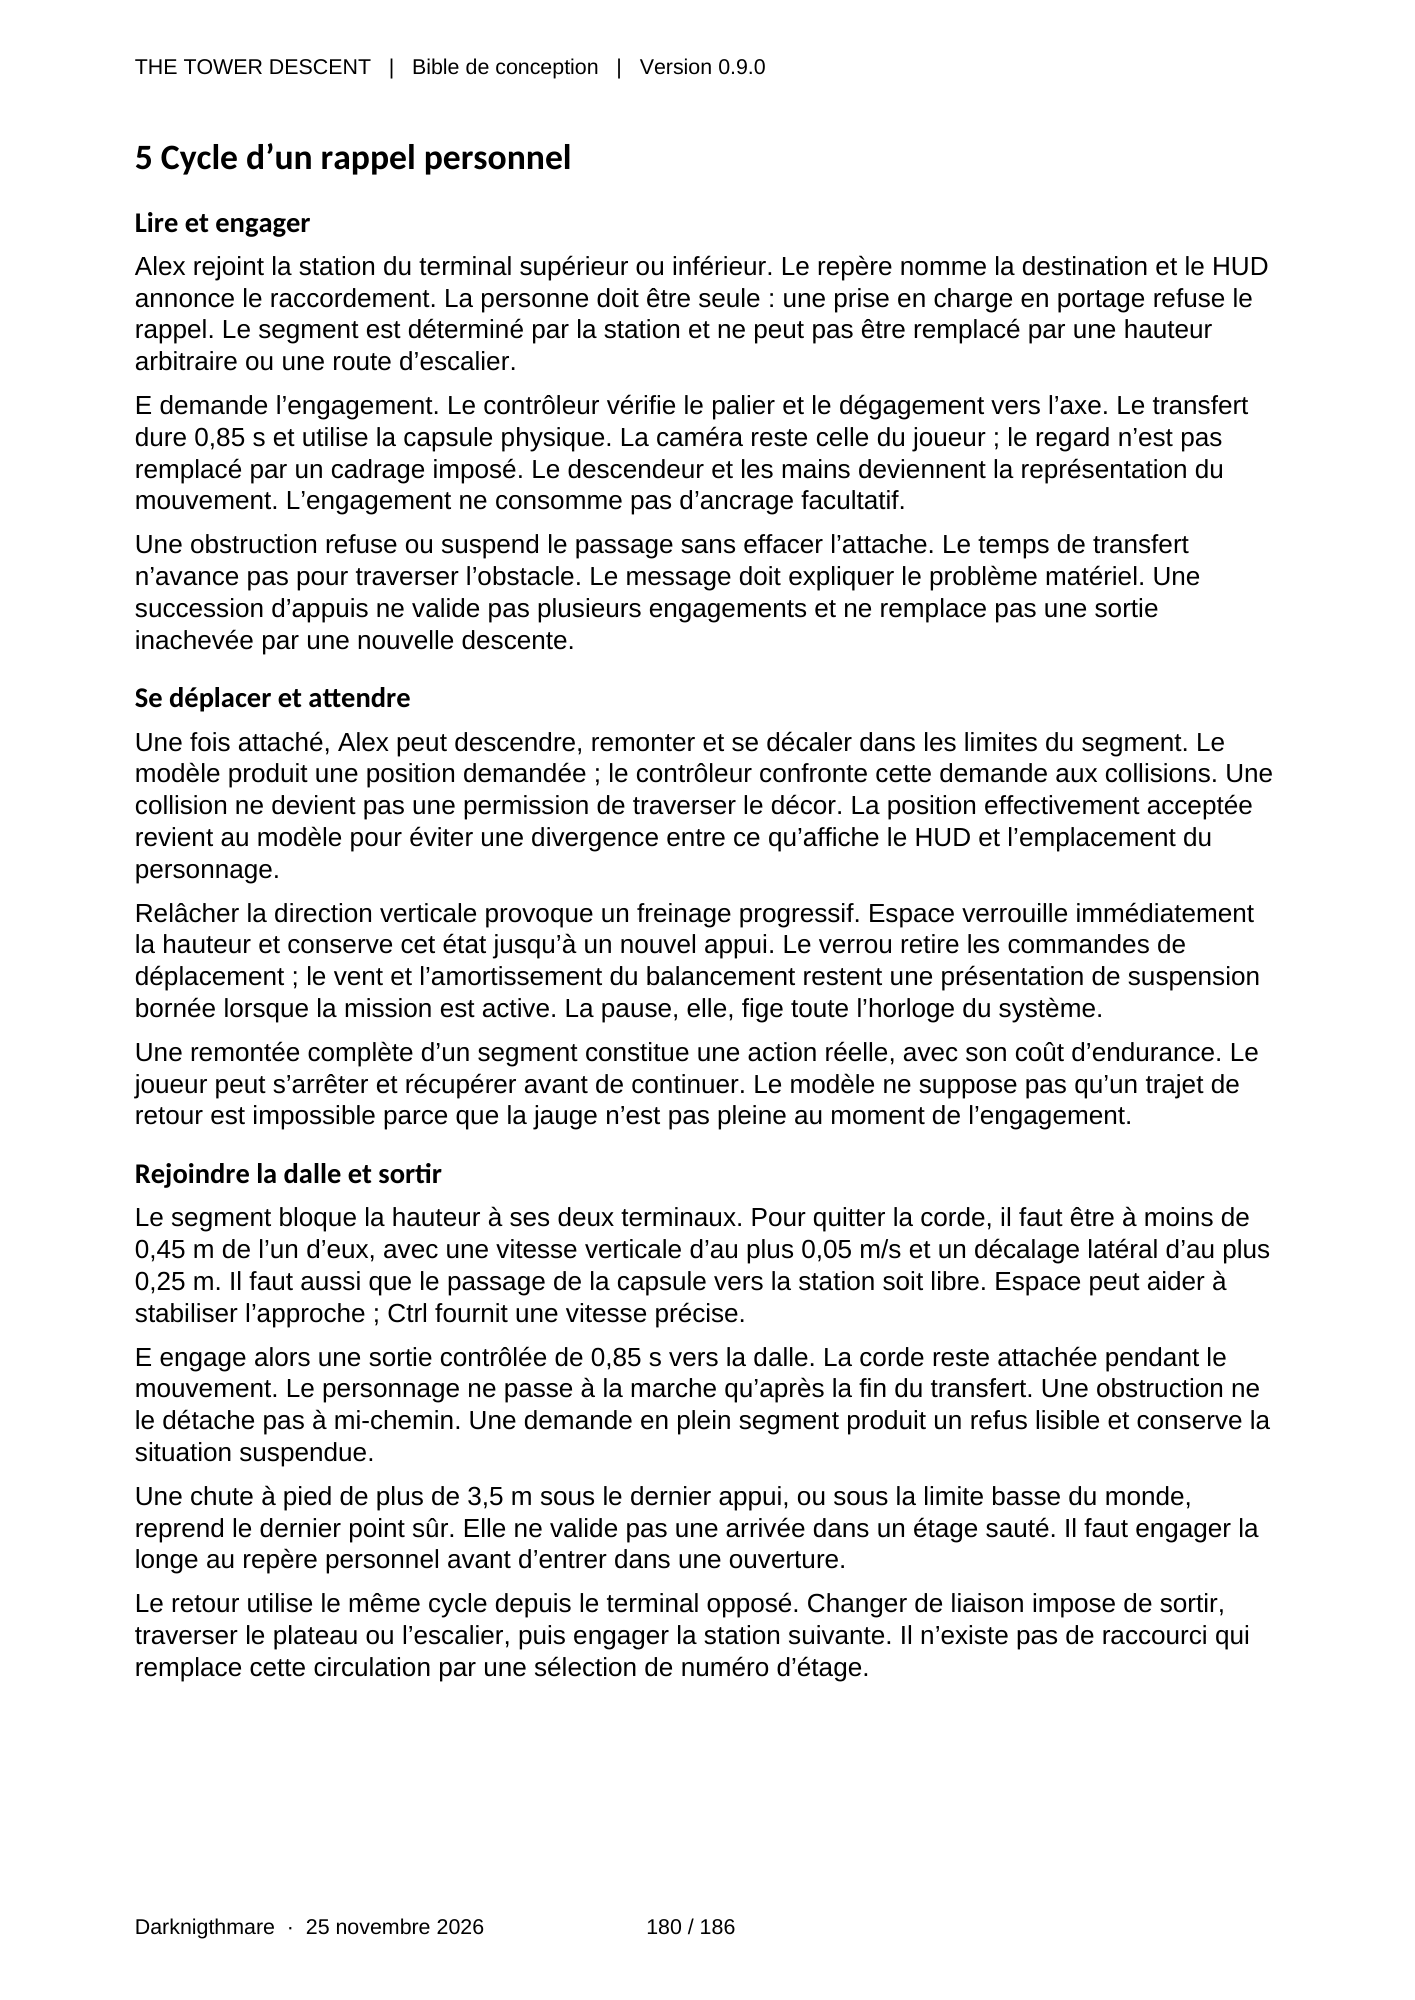 THE TOWER DESCENT | Bible de conception | Version 0.9.0
5 Cycle d’un rappel personnel
Lire et engager
Alex rejoint la station du terminal supérieur ou inférieur. Le repère nomme la destination et le HUD
annonce le raccordement. La personne doit être seule : une prise en charge en portage refuse le
rappel. Le segment est déterminé par la station et ne peut pas être remplacé par une hauteur
arbitraire ou une route d’escalier.
E demande l’engagement. Le contrôleur vérifie le palier et le dégagement vers l’axe. Le transfert
dure 0,85 s et utilise la capsule physique. La caméra reste celle du joueur ; le regard n’est pas
remplacé par un cadrage imposé. Le descendeur et les mains deviennent la représentation du
mouvement. L’engagement ne consomme pas d’ancrage facultatif.
Une obstruction refuse ou suspend le passage sans effacer l’attache. Le temps de transfert
n’avance pas pour traverser l’obstacle. Le message doit expliquer le problème matériel. Une
succession d’appuis ne valide pas plusieurs engagements et ne remplace pas une sortie
inachevée par une nouvelle descente.
Se déplacer et attendre
Une fois attaché, Alex peut descendre, remonter et se décaler dans les limites du segment. Le
modèle produit une position demandée ; le contrôleur confronte cette demande aux collisions. Une
collision ne devient pas une permission de traverser le décor. La position effectivement acceptée
revient au modèle pour éviter une divergence entre ce qu’affiche le HUD et l’emplacement du
personnage.
Relâcher la direction verticale provoque un freinage progressif. Espace verrouille immédiatement
la hauteur et conserve cet état jusqu’à un nouvel appui. Le verrou retire les commandes de
déplacement ; le vent et l’amortissement du balancement restent une présentation de suspension
bornée lorsque la mission est active. La pause, elle, fige toute l’horloge du système.
Une remontée complète d’un segment constitue une action réelle, avec son coût d’endurance. Le
joueur peut s’arrêter et récupérer avant de continuer. Le modèle ne suppose pas qu’un trajet de
retour est impossible parce que la jauge n’est pas pleine au moment de l’engagement.
Rejoindre la dalle et sortir
Le segment bloque la hauteur à ses deux terminaux. Pour quitter la corde, il faut être à moins de
0,45 m de l’un d’eux, avec une vitesse verticale d’au plus 0,05 m/s et un décalage latéral d’au plus
0,25 m. Il faut aussi que le passage de la capsule vers la station soit libre. Espace peut aider à
stabiliser l’approche ; Ctrl fournit une vitesse précise.
E engage alors une sortie contrôlée de 0,85 s vers la dalle. La corde reste attachée pendant le
mouvement. Le personnage ne passe à la marche qu’après la fin du transfert. Une obstruction ne
le détache pas à mi-chemin. Une demande en plein segment produit un refus lisible et conserve la
situation suspendue.
Une chute à pied de plus de 3,5 m sous le dernier appui, ou sous la limite basse du monde,
reprend le dernier point sûr. Elle ne valide pas une arrivée dans un étage sauté. Il faut engager la
longe au repère personnel avant d’entrer dans une ouverture.
Le retour utilise le même cycle depuis le terminal opposé. Changer de liaison impose de sortir,
traverser le plateau ou l’escalier, puis engager la station suivante. Il n’existe pas de raccourci qui
remplace cette circulation par une sélection de numéro d’étage.
Darknigthmare · 25 novembre 2026 180 / 186